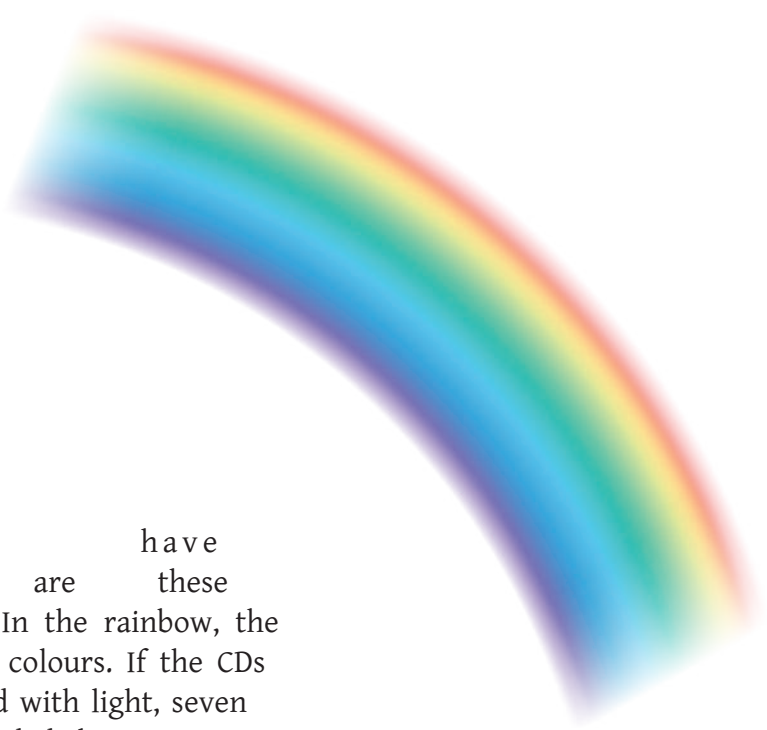 have
are these
In the rainbow, the
colours. If the CDs
with light, seven